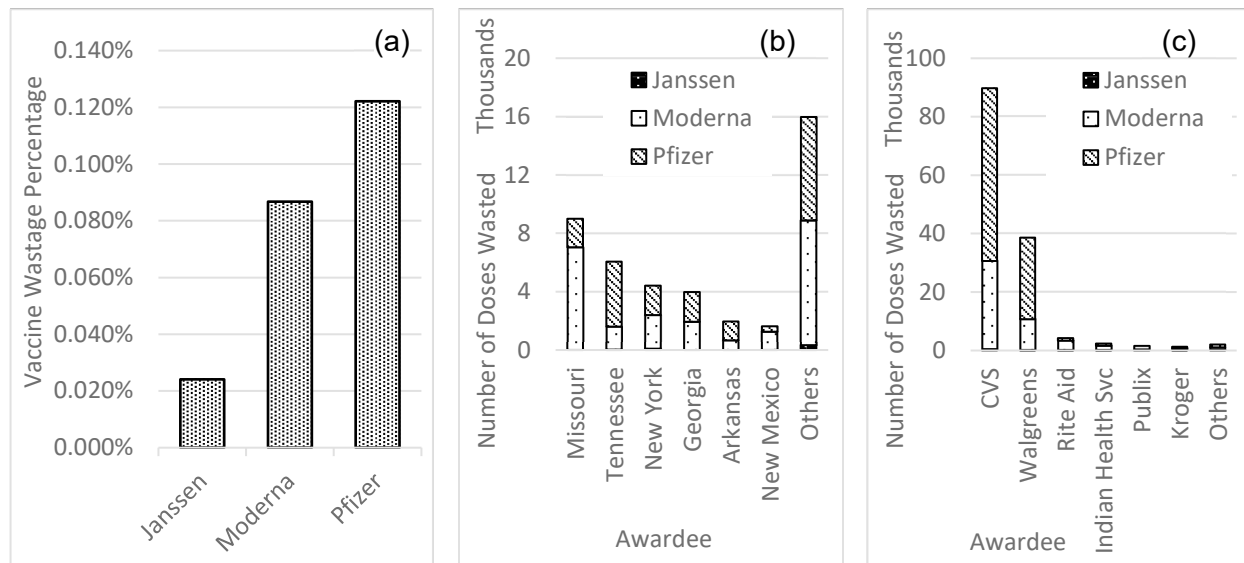 (a)
Vaccine Wastage Percentage
0.140%
0.120%
0.100%
0.080%
0.060%
0.040%
0.020%
0.000%
Janssen
Moderna
Pfizer
(b)
Number of Doses Wasted
Thousands
20
16
12
8
4
0
Janssen
Moderna
Pfizer
Missouri
Tennessee
New York
Georgia
Arkansas
New Mexico
Others
Awardee
(c)
Number of Doses Wasted
Thousands
100
80
60
40
20
0
Janssen
Moderna
Pfizer
CVS
Walgreens
Rite Aid
Indian Health Svc
Publix
Kroger
Others
Awardee